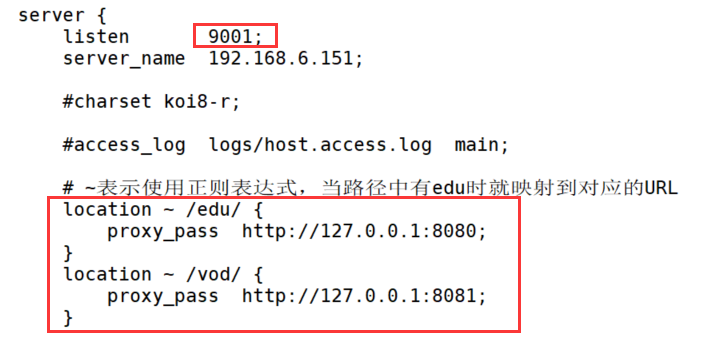 server {
    listen       9001;
    server_name  192.168.6.151;
    #charset koi8-r;
    #access_log  logs/host.access.log  main;
    # ~表示使用正则表达式，当路径中有edu时就映射到对应的URL
    location ~ /edu/ {
        proxy_pass  http://127.0.0.1:8080;
    }
    location ~ /vod/ {
        proxy_pass  http://127.0.0.1:8081;
    }